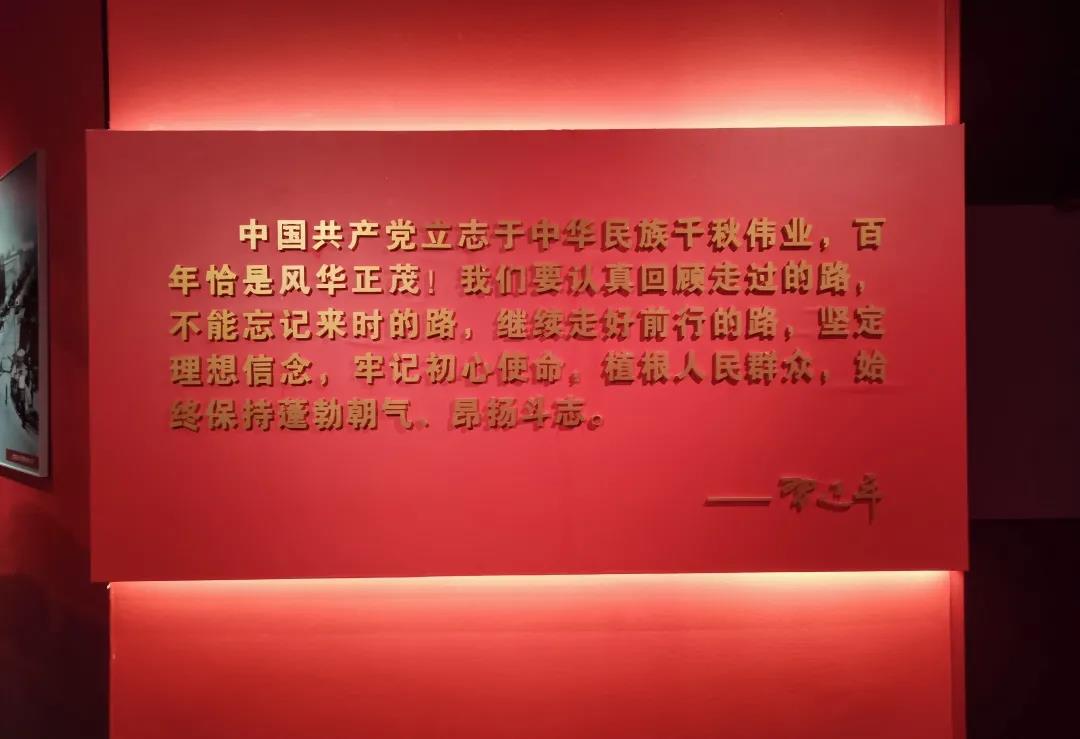 中国共产党立志于中华民族千秋伟业，百
年恰是风华正茂！我们要认真回顾走过的路，
不能忘记来时的路，继续走好前行的路，坚定
理想信念，牢记初心使命，植根人民群众，始
终保持蓬勃朝气、昂扬斗志。
——习近平